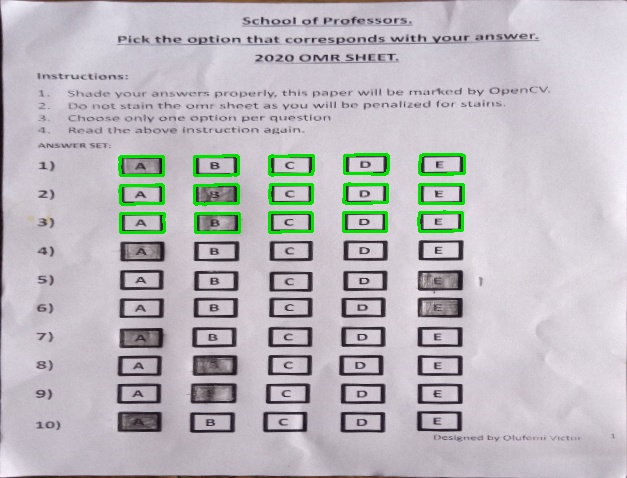 School of Professors.
Pick the option that corresponds with your answer.
2020 OMR SHEET.
Instructions:
1. Shade your answers properly, this paper will be marked by OpenCV.
2. Do not stain the omr sheet as you will be penalized for stains.
3. Choose only one option per question
4. Read the above instruction again.
ANSWER SET:
1) A B C D E
2) A B C D E
3) A B C D E
4) A B C D E
5) A B C D E
6) A B C D E
7) A B C D E
8) A B C D E
9) A B C D E
10) A B C D E
Designed by Olufemi Victor 1